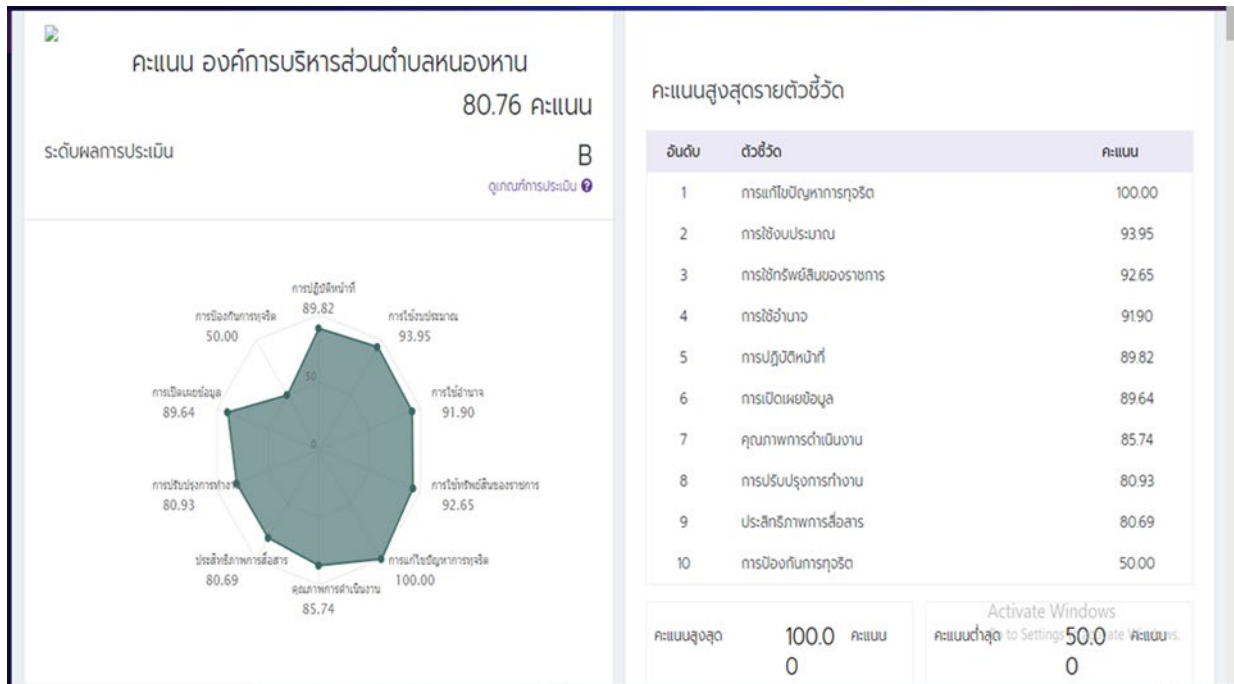 คะแนน องค์การบริหารส่วนตำบลหนองหาน
80.76 คะแนน
ระดับผลการประเมิน
B
ดูเกณฑ์การประเมิน ?
การปฏิบัติหน้าที่
89.82
การป้องกันการทุจริต
50.00
การใช้งบประมาณ
93.95
50
การเปิดเผยข้อมูล
89.64
การใช้อำนาจ
91.90
0
การปรับปรุงการทำงาน
80.93
การใช้ทรัพย์สินของราชการ
92.65
ประสิทธิภาพการสื่อสาร
80.69
การแก้ไขปัญหาการทุจริต
100.00
คุณภาพการดำเนินงาน
85.74
คะแนนสูงสุดรายตัวชี้วัด
อันดับ ตัวชี้วัด คะแนน
1 การแก้ไขปัญหาการทุจริต 100.00
2 การใช้งบประมาณ 93.95
3 การใช้ทรัพย์สินของราชการ 92.65
4 การใช้อำนาจ 91.90
5 การปฏิบัติหน้าที่ 89.82
6 การเปิดเผยข้อมูล 89.64
7 คุณภาพการดำเนินงาน 85.74
8 การปรับปรุงการทำงาน 80.93
9 ประสิทธิภาพการสื่อสาร 80.69
10 การป้องกันการทุจริต 50.00
คะแนนสูงสุด 100.0 คะแนน
0
Activate Windows
Go to Settings to activate Windows.
คะแนนต่ำสุด 50.0 คะแนน
0